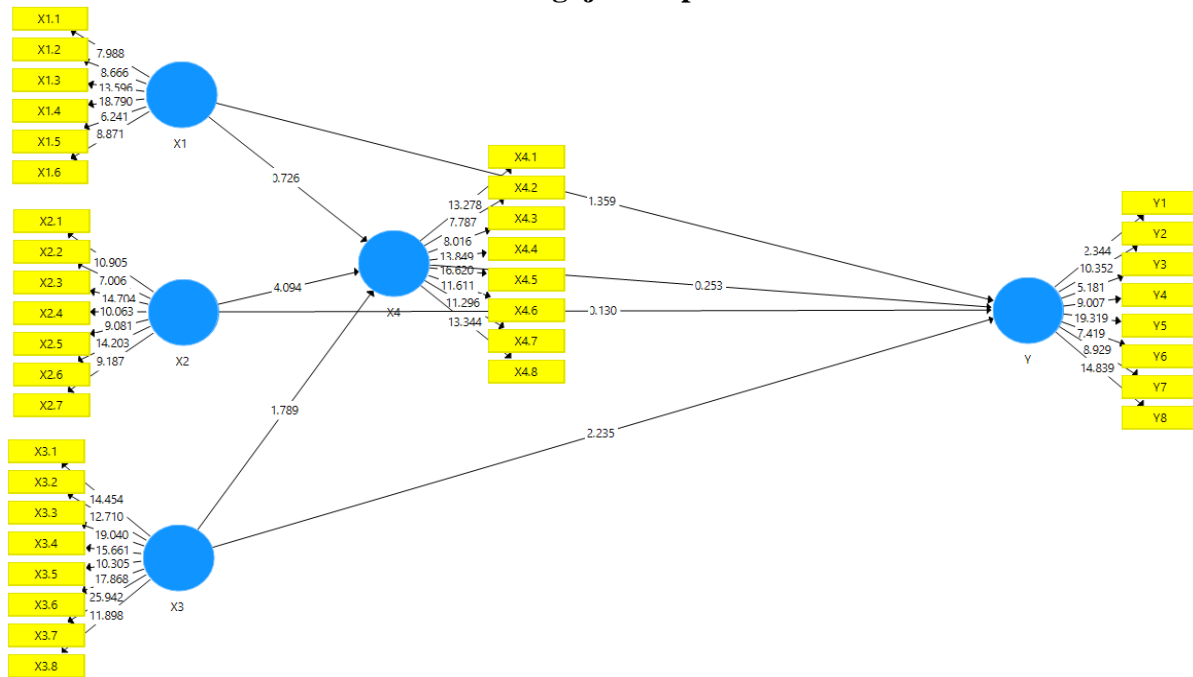 X1.1
X1.2
X1.3
X1.4
X1.5
X1.6
7.988
8.666
13.596
18.790
6.241
8.871
X1
X2.1
X2.2
X2.3
X2.4
X2.5
X2.6
X2.7
10.905
7.006
14.704
10.063
9.081
14.203
9.187
X2
X3.1
X3.2
X3.3
X3.4
X3.5
X3.6
X3.7
X3.8
14.454
12.710
19.040
15.661
10.305
17.868
25.942
11.898
X3
0.726
4.094
1.789
X4
X4.1
X4.2
X4.3
X4.4
X4.5
X4.6
X4.7
X4.8
13.278
7.787
8.016
13.849
16.620
11.611
11.296
13.344
1.359
0.253
0.130
2.235
Y
Y1
Y2
Y3
Y4
Y5
Y6
Y7
Y8
2.344
10.352
5.181
9.007
19.319
7.419
8.929
14.839